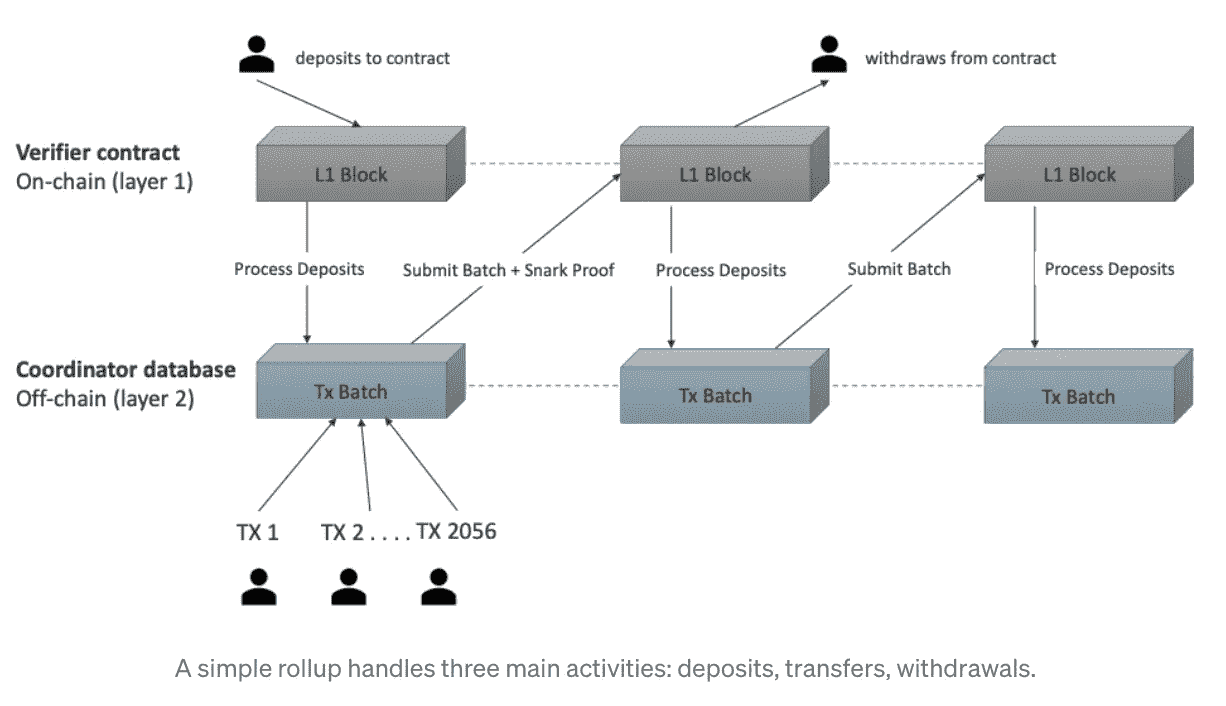 deposits to contract
withdraws from contract
Verifier contract
On-chain (layer 1)
L1 Block
L1 Block
L1 Block
Process Deposits
Submit Batch + Snark Proof
Process Deposits
Submit Batch
Process Deposits
Coordinator database
Off-chain (layer 2)
Tx Batch
Tx Batch
Tx Batch
TX 1
TX 2 . . . . TX 2056
A simple rollup handles three main activities: deposits, transfers, withdrawals.